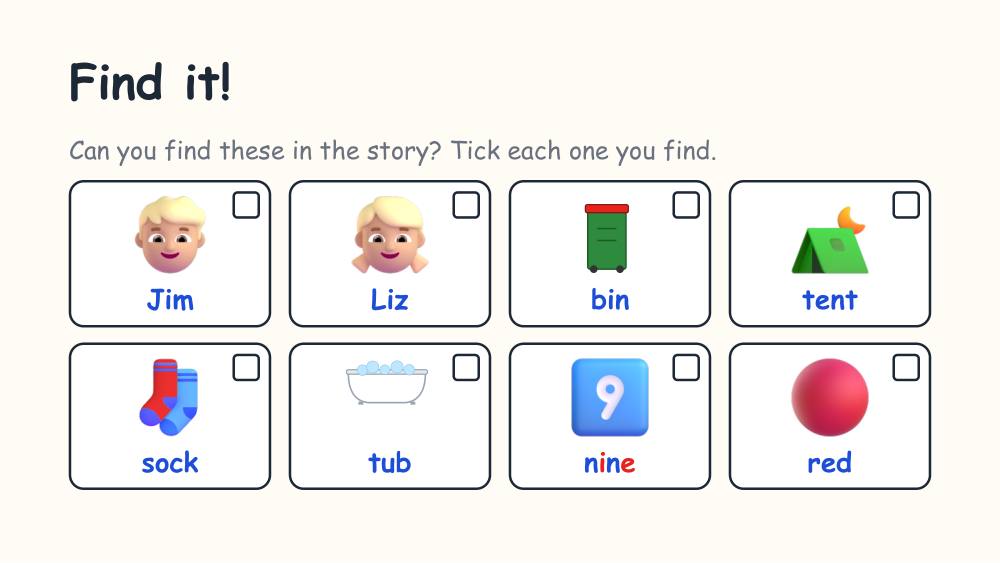 Find it!
Can you find these in the story? Tick each one you find.
Jim
Liz
bin
tent
sock
tub
9
nine
red